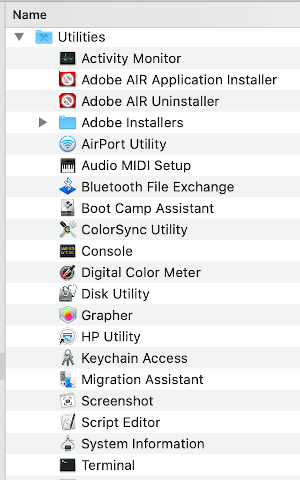 Name
Utilities
Activity Monitor
Adobe AIR Application Installer
Adobe AIR Uninstaller
Adobe Installers
AirPort Utility
Audio MIDI Setup
Bluetooth File Exchange
Boot Camp Assistant
ColorSync Utility
Console
Digital Color Meter
Disk Utility
Grapher
HP Utility
Keychain Access
Migration Assistant
Screenshot
Script Editor
System Information
Terminal